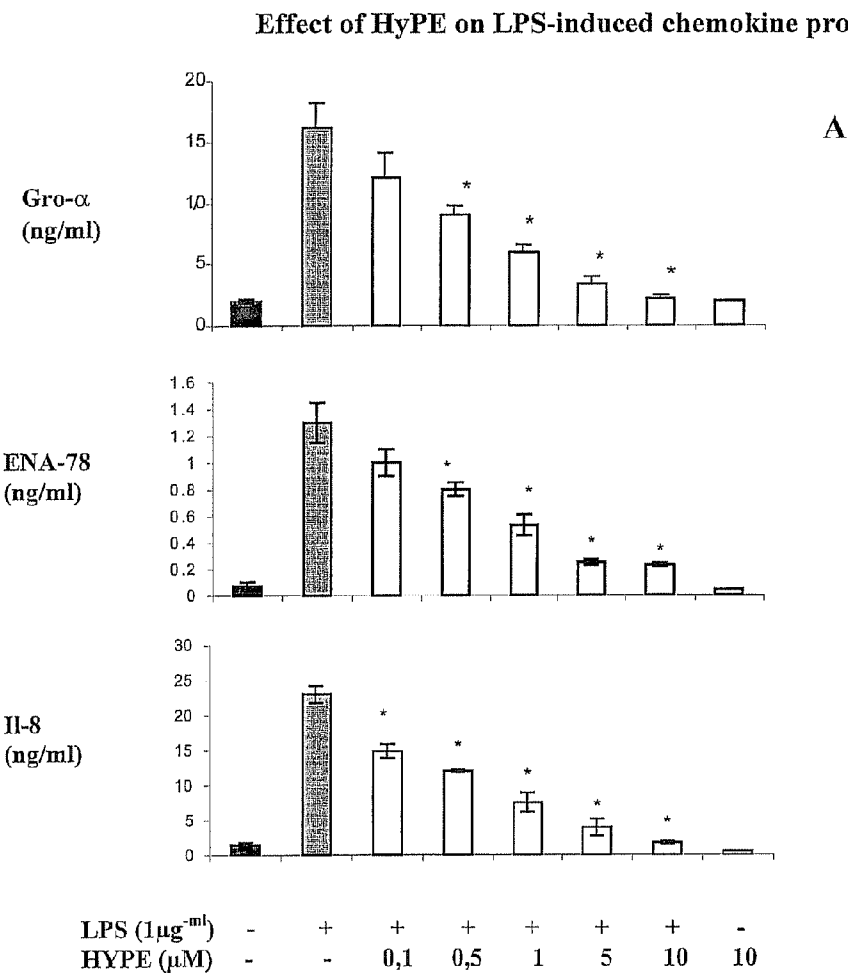 Effect of HyPE on LPS-induced chemokine pro
A
Gro-α
(ng/ml)
20
15
10
5
0
* * * *
ENA-78
(ng/ml)
1.6
1.4
1.2
1
0.8
0.6
0.4
0.2
0
* * * *
Il-8
(ng/ml)
30
25
20
15
10
5
0
* * * * *
LPS (1µg-ml) - + + + + + + -
HYPE (µM) - - 0,1 0,5 1 5 10 10